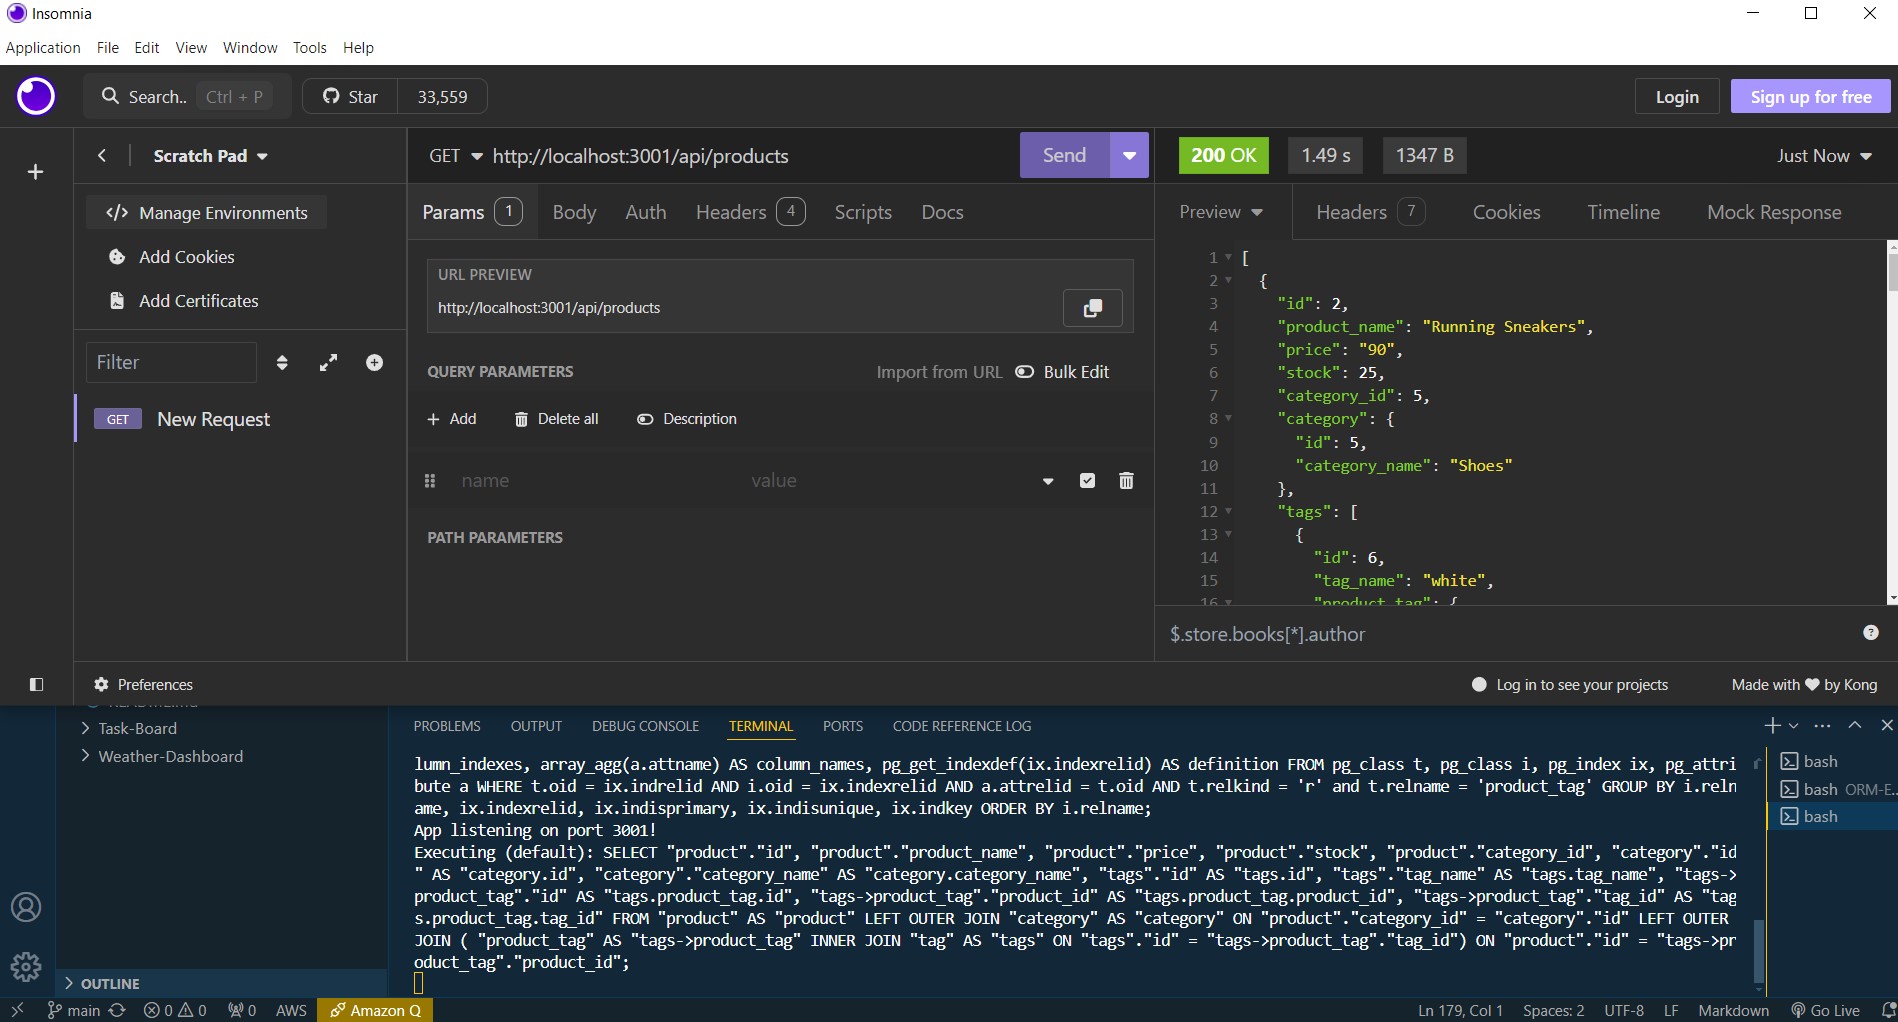 Insomnia
Application File Edit View Window Tools Help
Search.. Ctrl + P Star 33,559 Login Sign up for free
Scratch Pad
Manage Environments
Add Cookies
Add Certificates
Filter
GET New Request
GET http://localhost:3001/api/products Send
Params 1 Body Auth Headers 4 Scripts Docs
URL PREVIEW
http://localhost:3001/api/products
QUERY PARAMETERS Import from URL Bulk Edit
+ Add Delete all Description
name value
PATH PARAMETERS
200 OK 1.49 s 1347 B Just Now
Preview Headers 7 Cookies Timeline Mock Response
1 [
2 {
3 "id": 2,
4 "product_name": "Running Sneakers",
5 "price": "90",
6 "stock": 25,
7 "category_id": 5,
8 "category": {
9 "id": 5,
10 "category_name": "Shoes"
11 },
12 "tags": [
13 {
14 "id": 6,
15 "tag_name": "white",
16 "product_tag": {
$.store.books[*].author
Preferences Log in to see your projects Made with ♥ by Kong
Task-Board
Weather-Dashboard
OUTLINE
PROBLEMS OUTPUT DEBUG CONSOLE TERMINAL PORTS CODE REFERENCE LOG
lumn_indexes, array_agg(a.attname) AS column_names, pg_get_indexdef(ix.indexrelid) AS definition FROM pg_class t, pg_class i, pg_index ix, pg_attri
bute a WHERE t.oid = ix.indrelid AND i.oid = ix.indexrelid AND a.attrelid = t.oid AND t.relkind = 'r' and t.relname = 'product_tag' GROUP BY i.reln
ame, ix.indexrelid, ix.indisprimary, ix.indisunique, ix.indkey ORDER BY i.relname;
App listening on port 3001!
Executing (default): SELECT "product"."id", "product"."product_name", "product"."price", "product"."stock", "product"."category_id", "category"."id
" AS "category.id", "category"."category_name" AS "category.category_name", "tags"."id" AS "tags.id", "tags"."tag_name" AS "tags.tag_name", "tags->
product_tag"."id" AS "tags.product_tag.id", "tags->product_tag"."product_id" AS "tags.product_tag.product_id", "tags->product_tag"."tag_id" AS "tag
s.product_tag.tag_id" FROM "product" AS "product" LEFT OUTER JOIN "category" AS "category" ON "product"."category_id" = "category"."id" LEFT OUTER
JOIN ( "product_tag" AS "tags->product_tag" INNER JOIN "tag" AS "tags" ON "tags"."id" = "tags->product_tag"."tag_id") ON "product"."id" = "tags->pr
oduct_tag"."product_id";
bash
bash ORM-E...
bash
main 0 0 0 AWS Amazon Q Ln 179, Col 1 Spaces: 2 UTF-8 LF Markdown Go Live